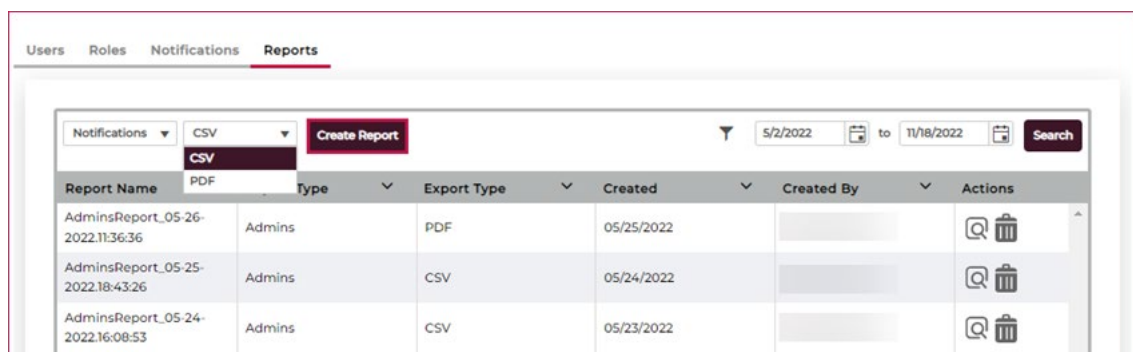 Users Roles Notifications Reports
Notifications CSV Create Report 5/2/2022 to 11/18/2022 Search
CSV
PDF
Report Name Type Export Type Created Created By Actions
AdminsReport_05-26-
2022.11:36:36
Admins PDF 05/25/2022
AdminsReport_05-25-
2022.18:43:26
Admins CSV 05/24/2022
AdminsReport_05-24-
2022.16:08:53
Admins CSV 05/23/2022